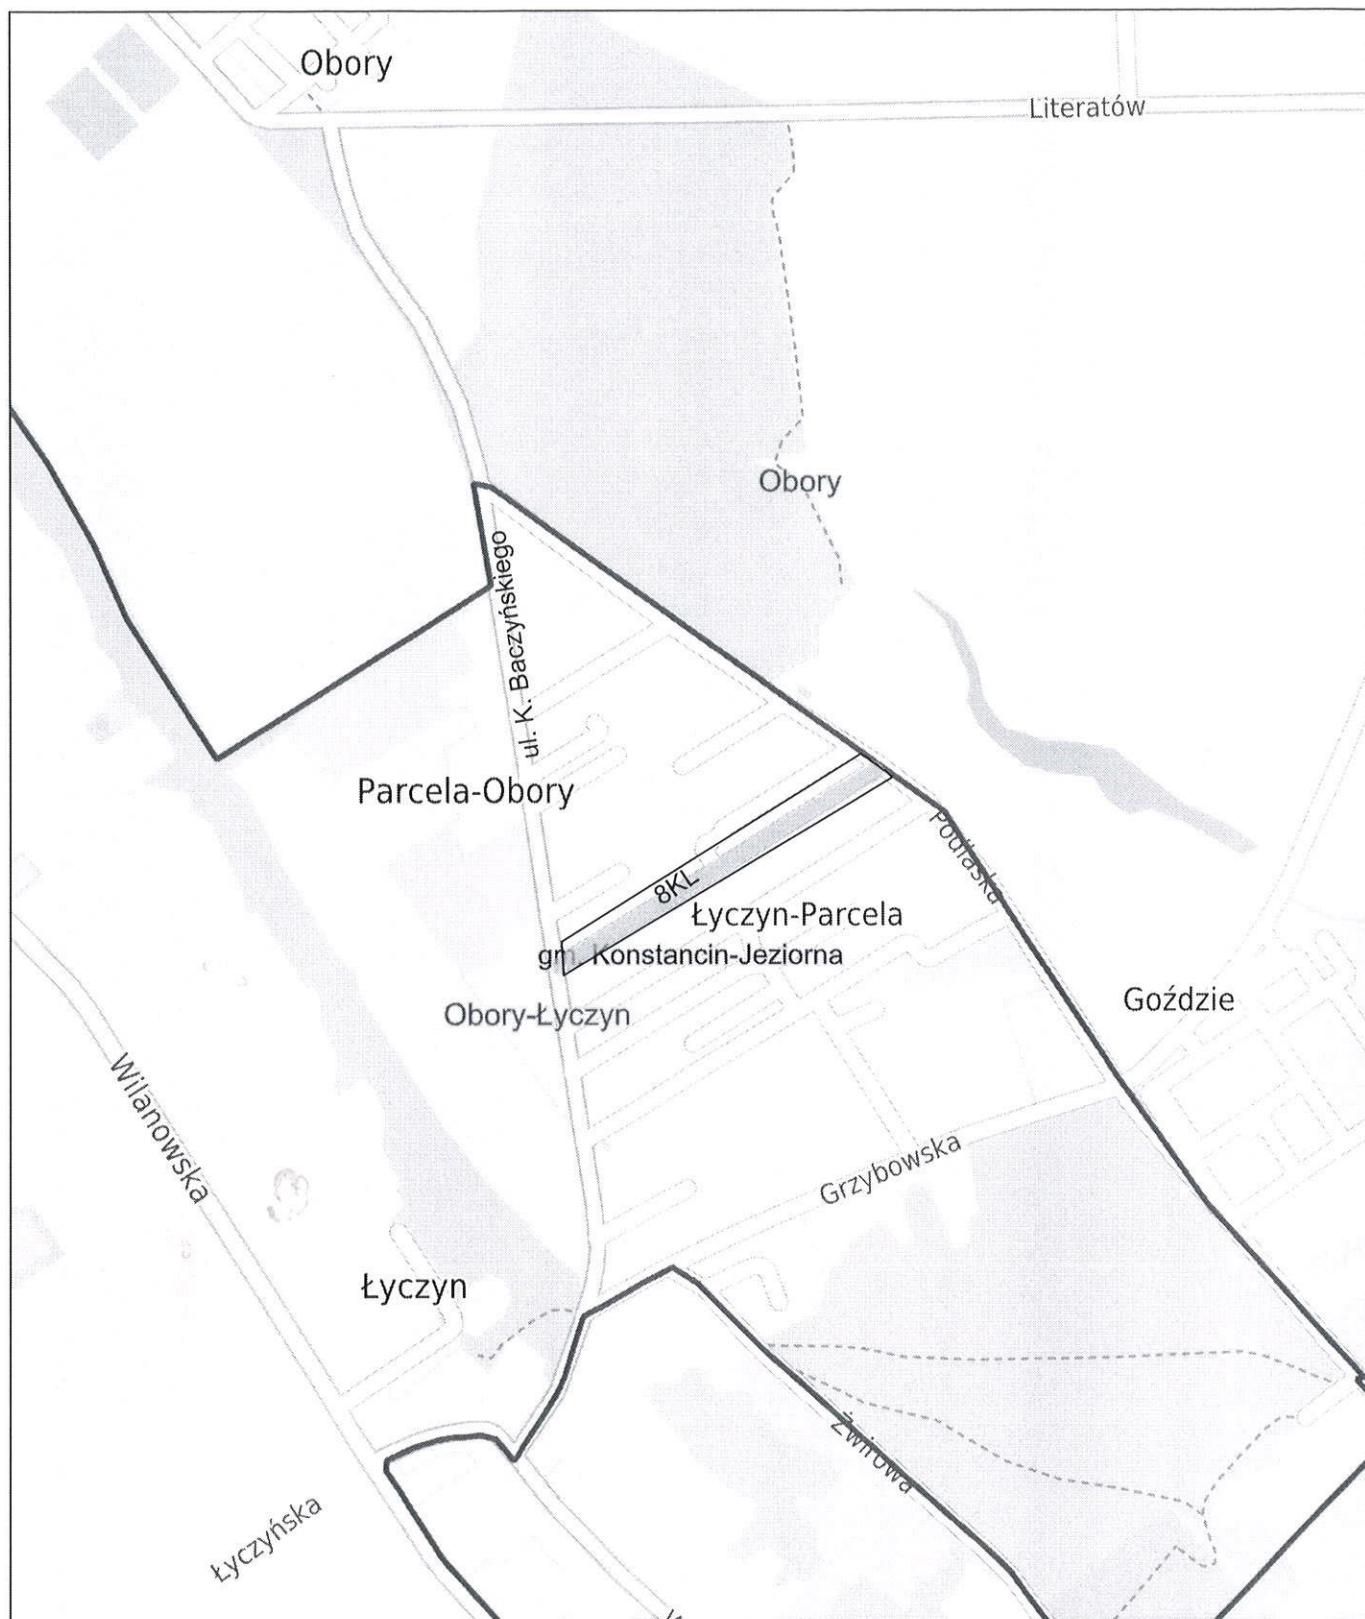 Obory
Literatów
Obory
ul. K. Baczyńskiego
Parcela-Obory
Podlaska
8KL
Łyczyn-Parcela
gm. Konstancin-Jeziorna
Goździe
Obory-Łyczyn
Wilanowska
Grzybowska
Łyczyn
Żwirowa
Łyczyńska